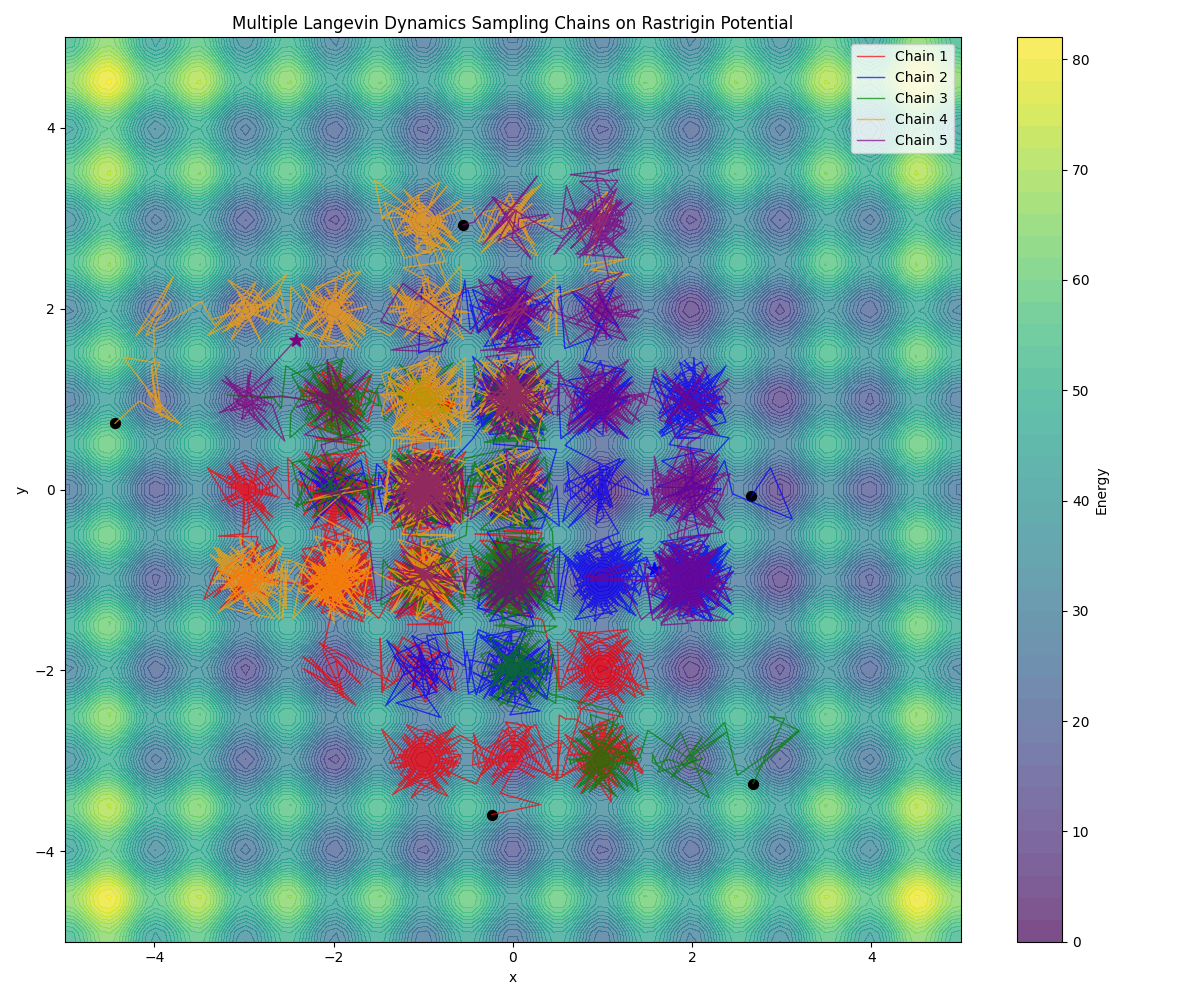 Multiple Langevin Dynamics Sampling Chains on Rastrigin Potential
Chain 1
Chain 2
Chain 3
Chain 4
Chain 5
4
2
0
−2
−4
y
−4
−2
0
2
4
x
80
70
60
50
40
30
20
10
0
Energy